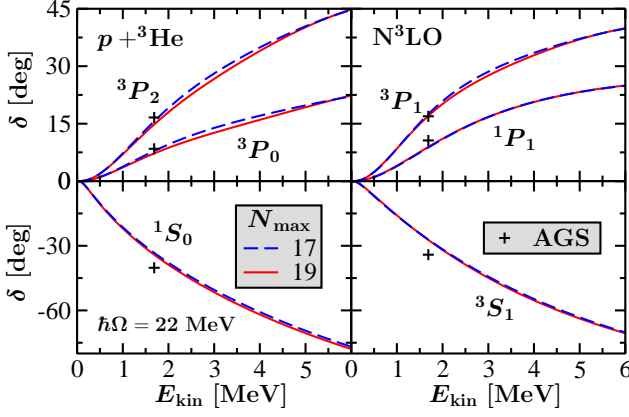 45
30
15
0
δ [deg]
p + ³He
³P₂
³P₀
N³LO
³P₁
¹P₁
-30
-60
δ [deg]
¹S₀
ħΩ = 22 MeV
N_max
17
19
AGS
³S₁
0 1 2 3 4 5 0 1 2 3 4 5 6
E_kin [MeV] E_kin [MeV]